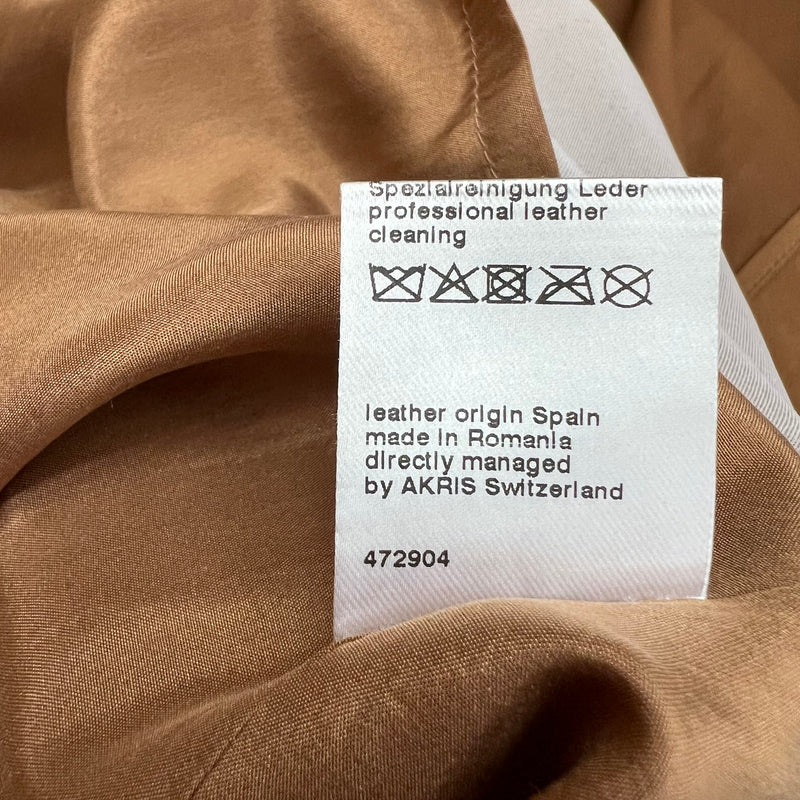 Spezialreinigung Leder
professional leather
cleaning
leather origin Spain
made in Romania
directly managed
by AKRIS Switzerland
472904